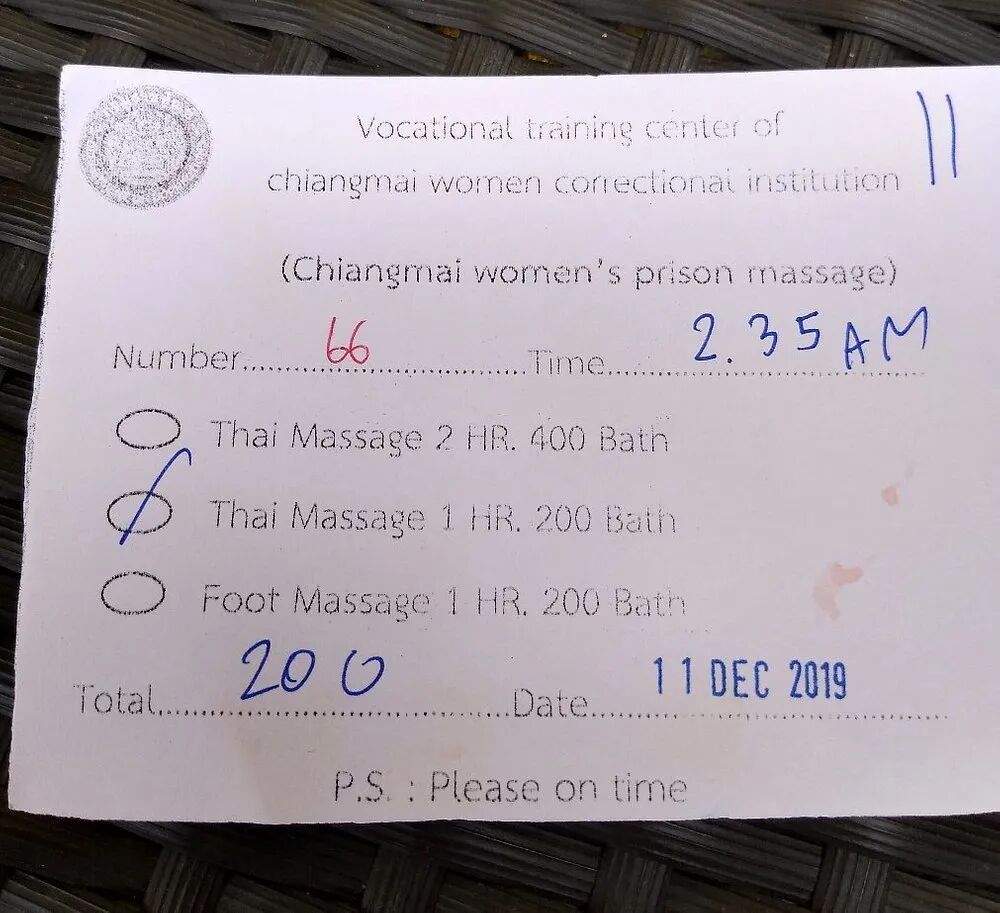 Vocational training center of
chiangmai women correctional institution
11
(Chiangmai women's prison massage)
Number 66 Time 2.35 AM
Thai Massage 2 HR. 400 Bath
Thai Massage 1 HR. 200 Bath
Foot Massage 1 HR. 200 Bath
Total 200 Date 11 DEC 2019
P.S. : Please on time